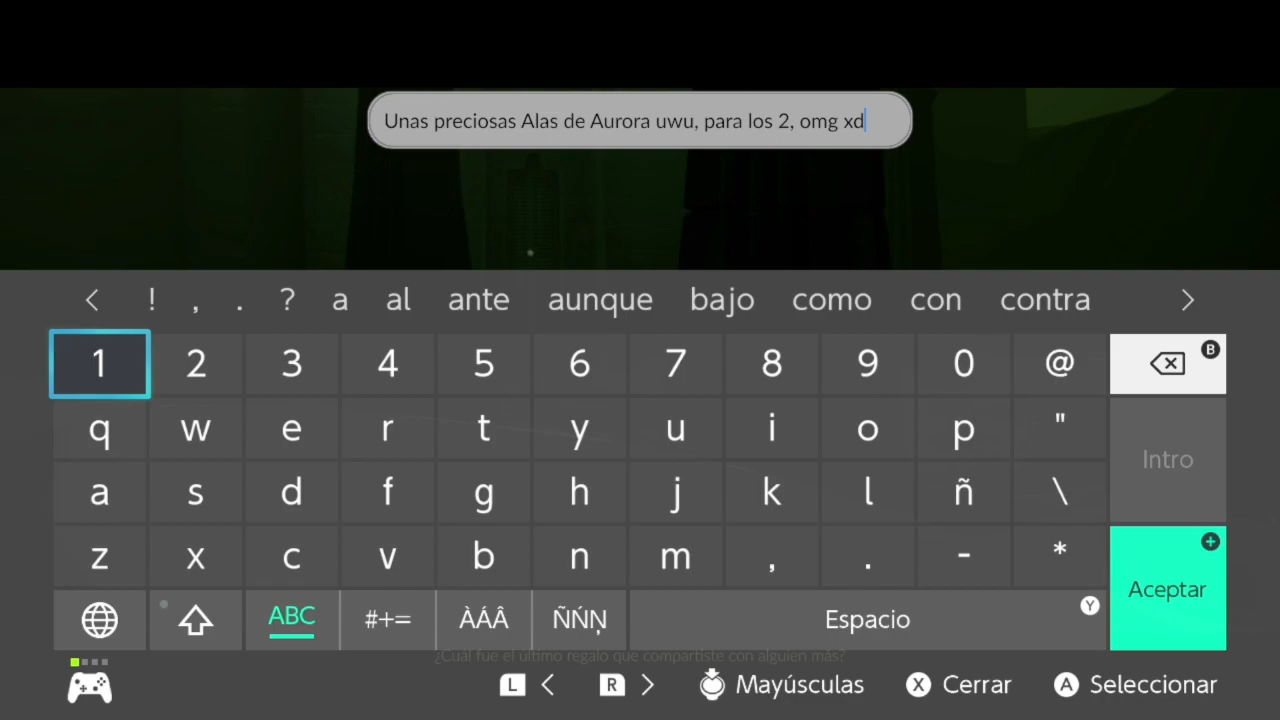 Unas preciosas Alas de Aurora uwu, para los 2, omg xd
! , . ? a al ante aunque bajo como con contra
1 2 3 4 5 6 7 8 9 0 @ B
q w e r t y u i o p "
Intro
a s d f g h j k l ñ \
z x c v b n m , . - * +
Aceptar
ABC #+= ÀÁÂ ÑŃŅ Espacio Y
¿Cuál fue el último regalo que compartiste con alguien más?
L R Mayúsculas X Cerrar A Seleccionar